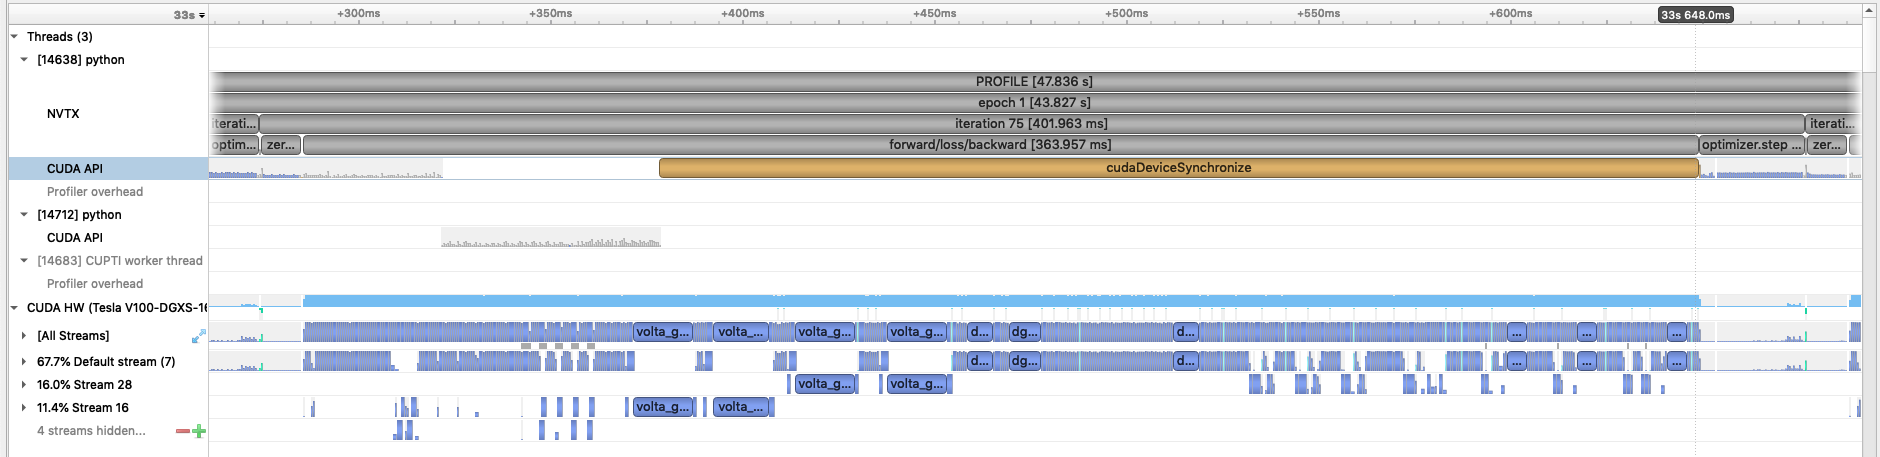 33s +300ms +350ms +400ms +450ms +500ms +550ms +600ms 33s 648.0ms
Threads (3)
[14638] python
PROFILE [47.836 s]
epoch 1 [43.827 s]
NVTX
iterati... iteration 75 [401.963 ms] iterati...
optim... zer... forward/loss/backward [363.957 ms] optimizer.step ... zer...
CUDA API cudaDeviceSynchronize
Profiler overhead
[14712] python
CUDA API
[14683] CUPTI worker thread
Profiler overhead
CUDA HW (Tesla V100-DGXS-16
[All Streams] volta_g... volta_... volta_g... volta_g... d... dg... d... ... ... ...
67.7% Default stream (7) d... dg... d... ... ... ...
16.0% Stream 28 volta_g... volta_g...
11.4% Stream 16 volta_g... volta_...
4 streams hidden...